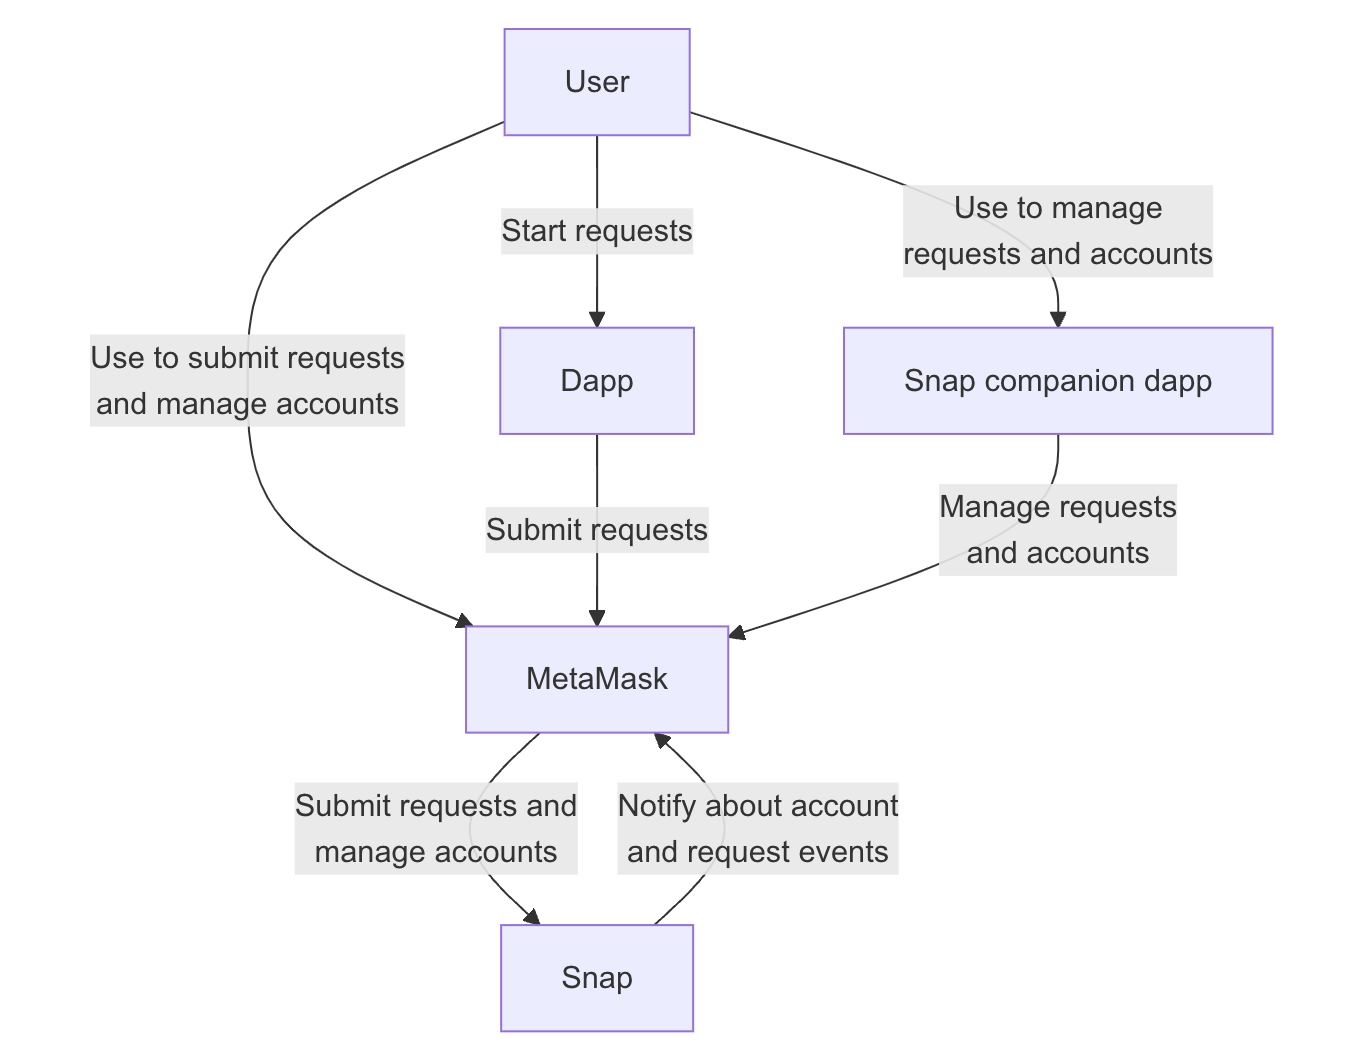 User
Start requests
Use to manage
requests and accounts
Use to submit requests
and manage accounts
Dapp
Snap companion dapp
Submit requests
Manage requests
and accounts
MetaMask
Submit requests and
manage accounts
Notify about account
and request events
Snap